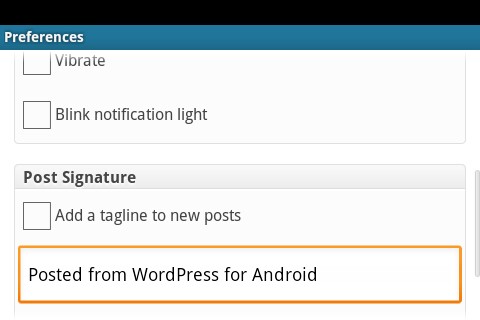 Preferences
Vibrate
Blink notification light
Post Signature
Add a tagline to new posts
Posted from WordPress for Android